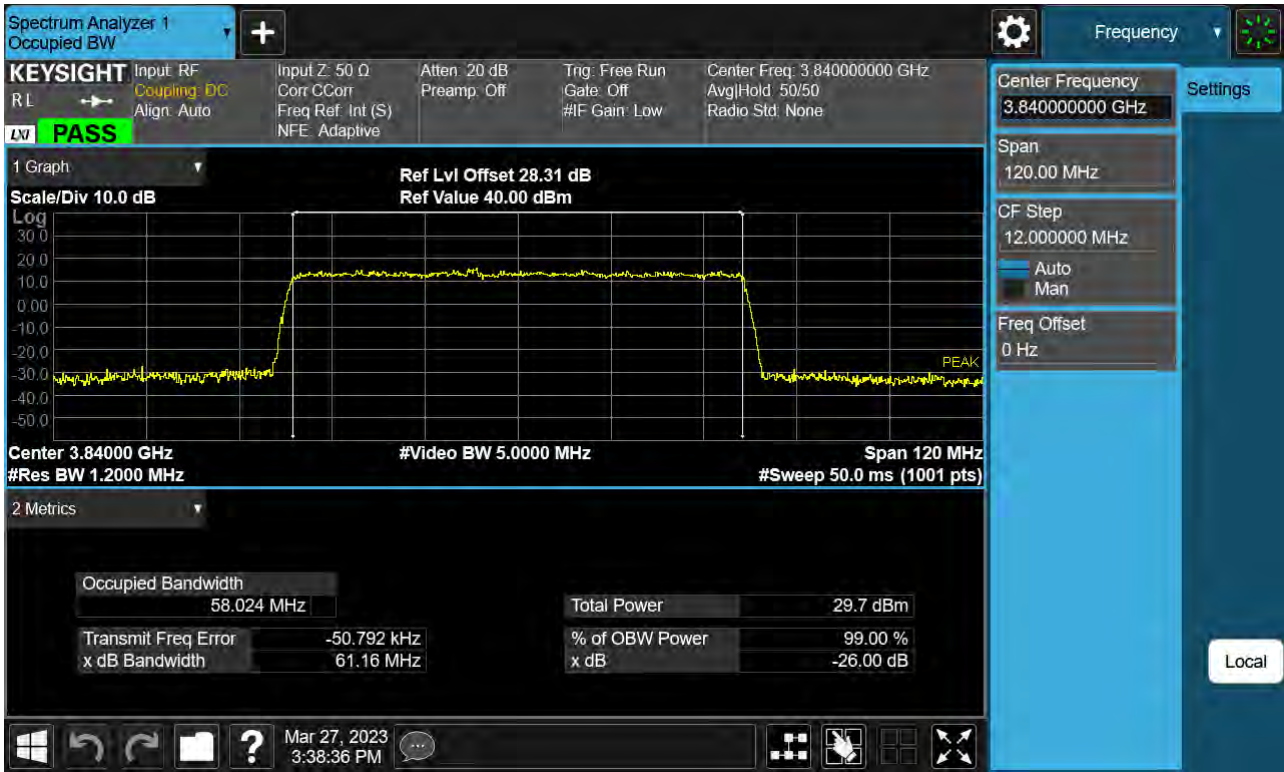 Spectrum Analyzer 1
Occupied BW
+
Frequency
KEYSIGHT
RL
LXI
PASS
Input: RF
Coupling: DC
Align: Auto
Input Z: 50 Ω
Corr CCorr
Freq Ref: Int (S)
NFE: Adaptive
Atten: 20 dB
Preamp: Off
Trig: Free Run
Gate: Off
#IF Gain: Low
Center Freq: 3.840000000 GHz
Avg|Hold: 50/50
Radio Std: None
Center Frequency
3.840000000 GHz
Settings
Span
120.00 MHz
CF Step
12.000000 MHz
Auto
Man
Freq Offset
0 Hz
Local
1 Graph
Scale/Div 10.0 dB
Ref Lvl Offset 28.31 dB
Ref Value 40.00 dBm
Log
30.0
20.0
10.0
0.00
-10.0
-20.0
-30.0
-40.0
-50.0
PEAK
Center 3.84000 GHz
#Video BW 5.0000 MHz
Span 120 MHz
#Res BW 1.2000 MHz
#Sweep 50.0 ms (1001 pts)
2 Metrics
Occupied Bandwidth
58.024 MHz
Total Power 29.7 dBm
Transmit Freq Error -50.792 kHz
% of OBW Power 99.00 %
x dB Bandwidth 61.16 MHz
x dB -26.00 dB
?
Mar 27, 2023
3:38:36 PM